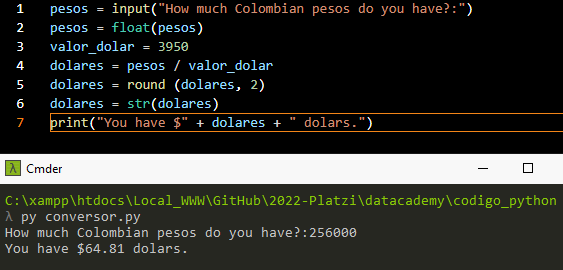 1 pesos = input("How much Colombian pesos do you have?:")
2 pesos = float(pesos)
3 valor_dolar = 3950
4 dolares = pesos / valor_dolar
5 dolares = round (dolares, 2)
6 dolares = str(dolares)
7 print("You have $" + dolares + " dolars.")
λ Cmder
C:\xampp\htdocs\Local_WWW\GitHub\2022-Platzi\datacademy\codigo_python
λ py conversor.py
How much Colombian pesos do you have?:256000
You have $64.81 dolars.